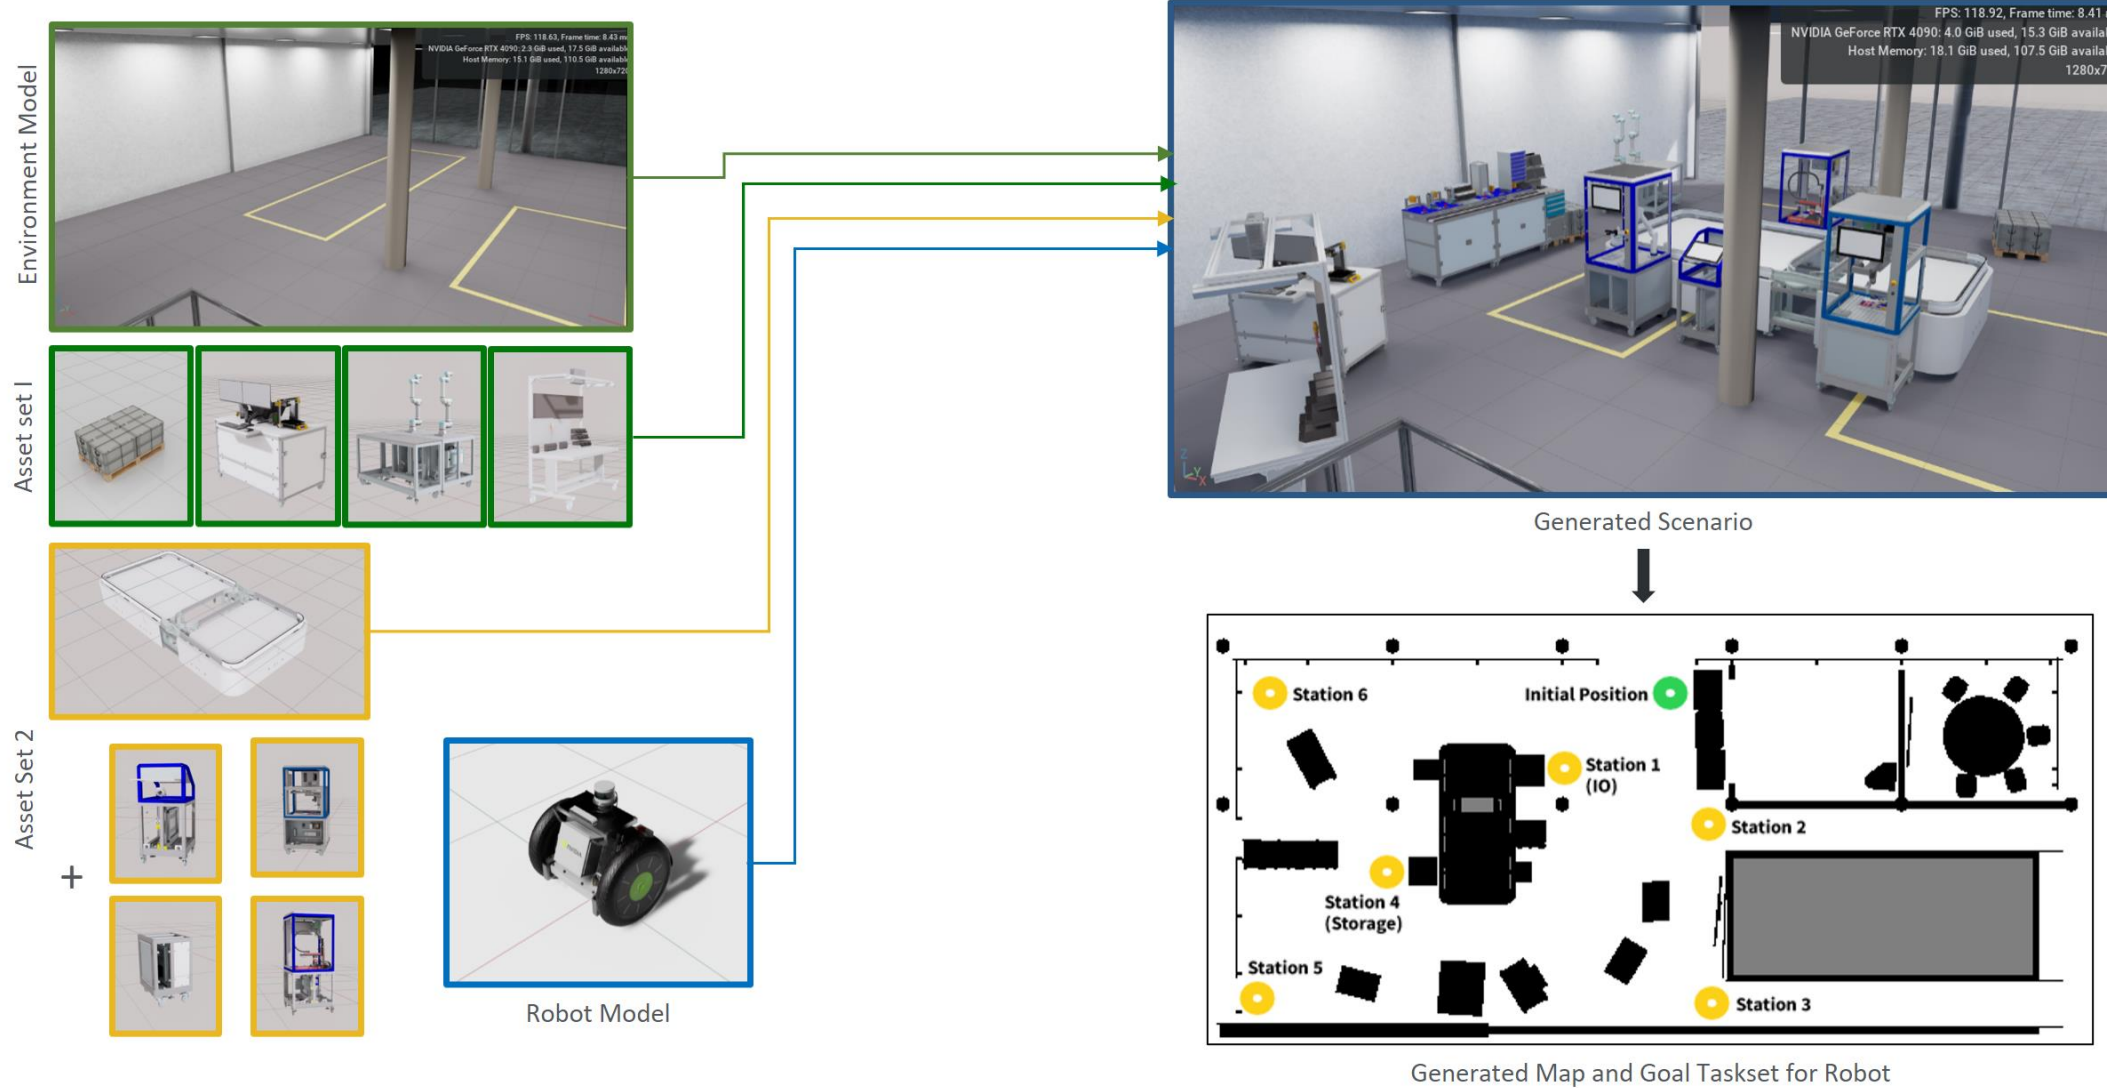 Environment Model
FPS: 118.63, Frame time: 8.43 m
NVIDIA GeForce RTX 4090: 2.3 GiB used, 17.5 GiB available
Host Memory: 15.1 GiB used, 110.5 GiB available
1280x720
FPS: 118.92, Frame time: 8.41
NVIDIA GeForce RTX 4090: 4.0 GiB used, 15.3 GiB availa
Host Memory: 18.1 GiB used, 107.5 GiB availa
1280x7
Z
Y
X
Asset set I
Generated Scenario
Asset Set 2
+
Robot Model
Station 6
Initial Position
Station 1
(IO)
Station 2
Station 4
(Storage)
Station 5
Station 3
Generated Map and Goal Taskset for Robot